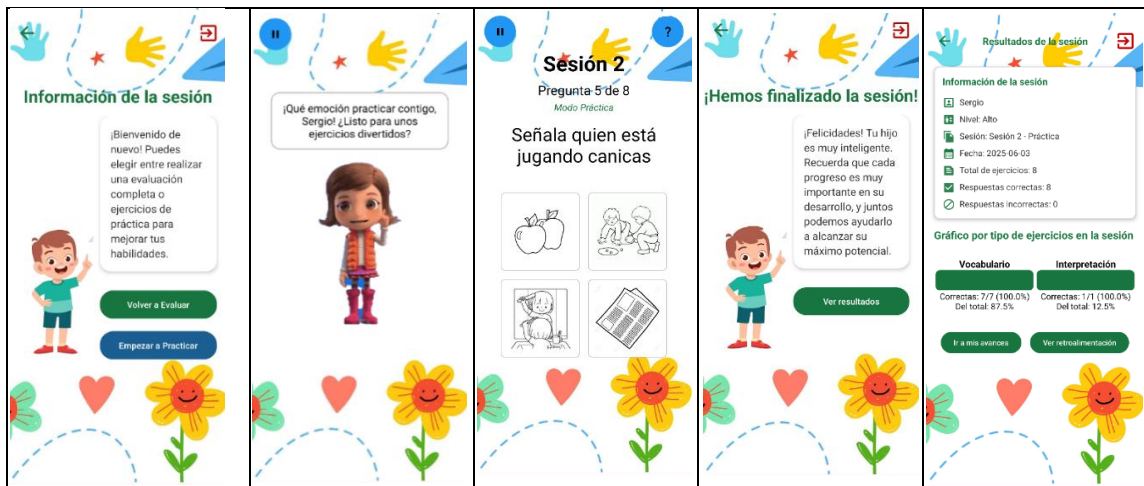 Información de la sesión
¡Bienvenido de
nuevo! Puedes
elegir entre realizar
una evaluación
completa o
ejercicios de
práctica para
mejorar tus
habilidades.
Volver a Evaluar
Empezar a Practicar
¡Qué emoción practicar contigo,
Sergio! ¿Listo para unos
ejercicios divertidos?
?
Sesión 2
Pregunta 5 de 8
Modo Práctica
Señala quien está
jugando canicas
¡Hemos finalizado la sesión!
¡Felicidades! Tu hijo
es muy inteligente.
Recuerda que cada
progreso es muy
importante en su
desarrollo, y juntos
podemos ayudarlo
a alcanzar su
máximo potencial.
Ver resultados
Resultados de la sesión
Información de la sesión
Sergio
Nivel: Alto
Sesión: Sesión 2 - Práctica
Fecha: 2025-06-03
Total de ejercicios: 8
Respuestas correctas: 8
Respuestas incorrectas: 0
Gráfico por tipo de ejercicios en la sesión
Vocabulario
Correctas: 7/7 (100.0%)
Del total: 87.5%
Interpretación
Correctas: 1/1 (100.0%)
Del total: 12.5%
Ir a mis avances
Ver retroalimentación